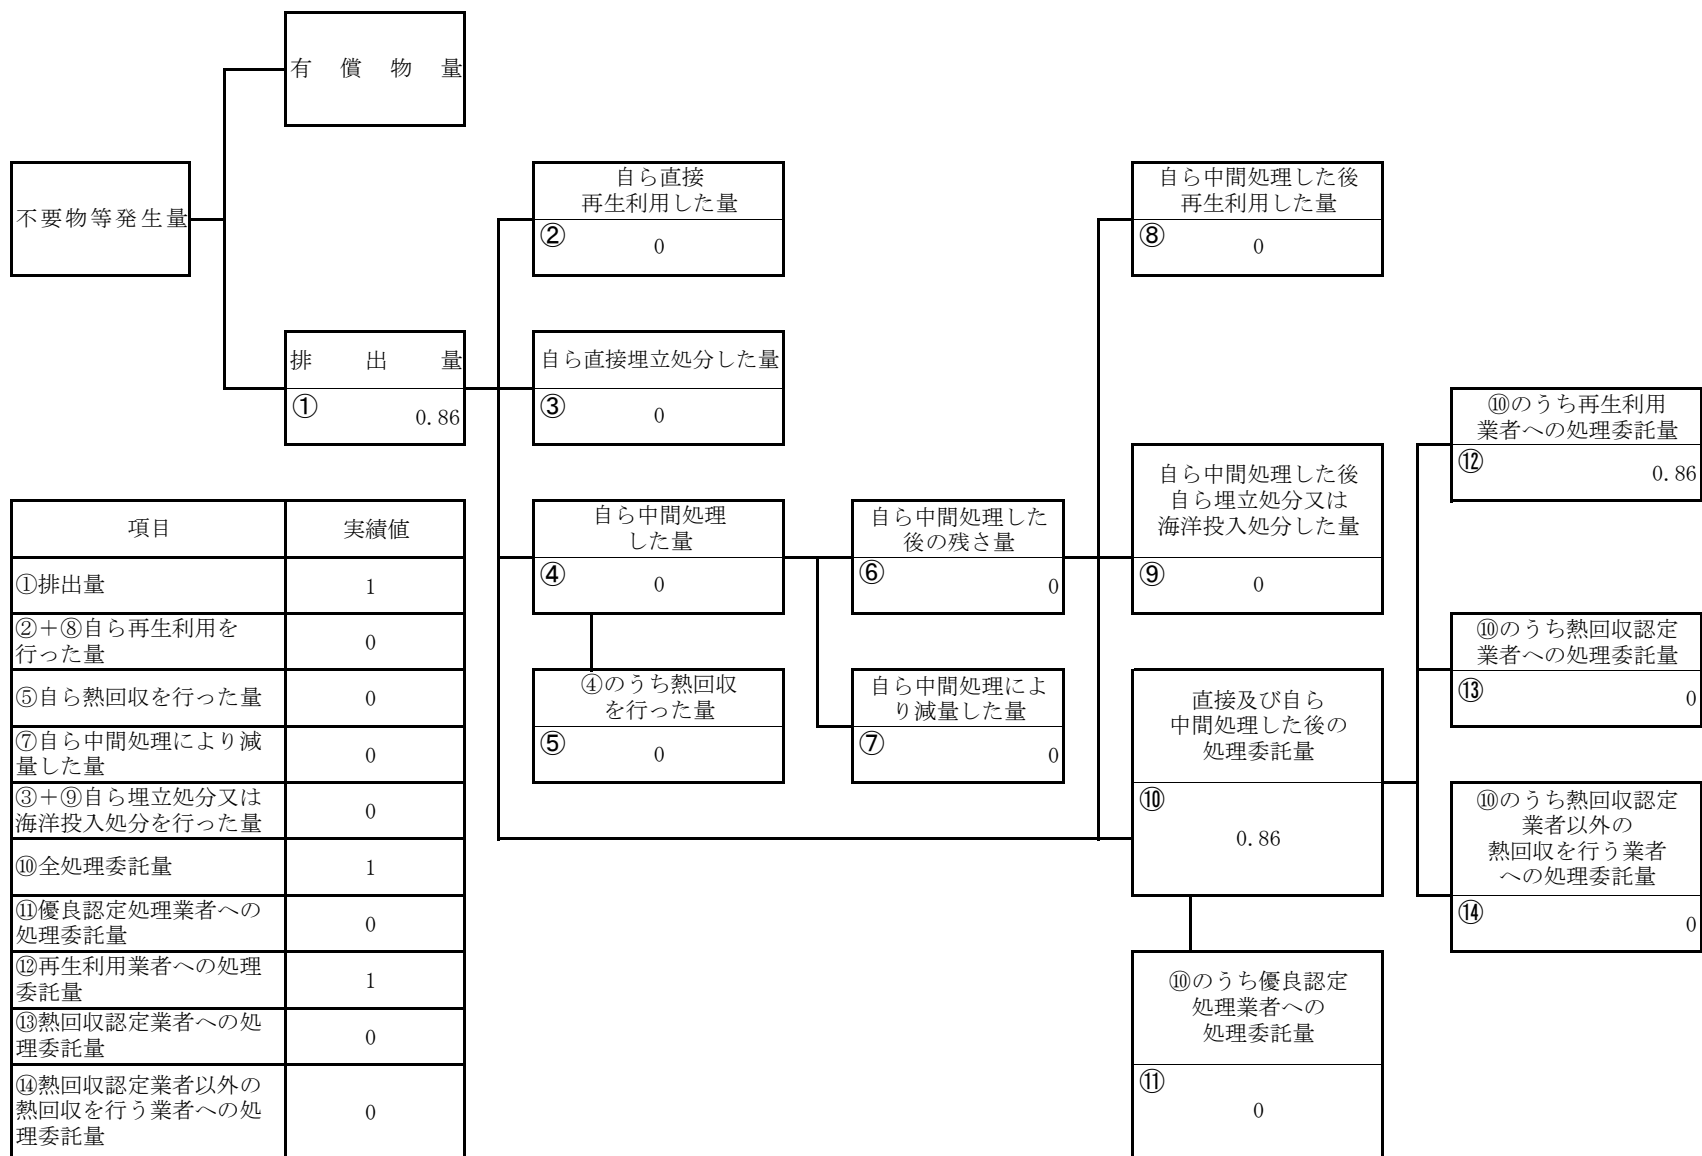 有償物量
不要物等発生量
排出量
①
0.86
自ら直接
再生利用した量
②
0
自ら直接埋立処分した量
③
0
自ら中間処理
した量
④
0
④のうち熱回収
を行った量
⑤
0
自ら中間処理した
後の残さ量
⑥
0
自ら中間処理によ
り減量した量
⑦
0
自ら中間処理した後
再生利用した量
⑧
0
自ら中間処理した後
自ら埋立処分又は
海洋投入処分した量
⑨
0
直接及び自ら
中間処理した後の
処理委託量
⑩
0.86
⑩のうち優良認定
処理業者への
処理委託量
⑪
0
⑩のうち再生利用
業者への処理委託量
⑫
0.86
⑩のうち熱回収認定
業者への処理委託量
⑬
0
⑩のうち熱回収認定
業者以外の
熱回収を行う業者
への処理委託量
⑭
0
項目 実績値
①排出量 1
②＋⑧自ら再生利用を
行った量 0
⑤自ら熱回収を行った量 0
⑦自ら中間処理により減
量した量 0
③＋⑨自ら埋立処分又は
海洋投入処分を行った量 0
⑩全処理委託量 1
⑪優良認定処理業者への
処理委託量 0
⑫再生利用業者への処理
委託量 1
⑬熱回収認定業者への処
理委託量 0
⑭熱回収認定業者以外の
熱回収を行う業者への処
理委託量 0